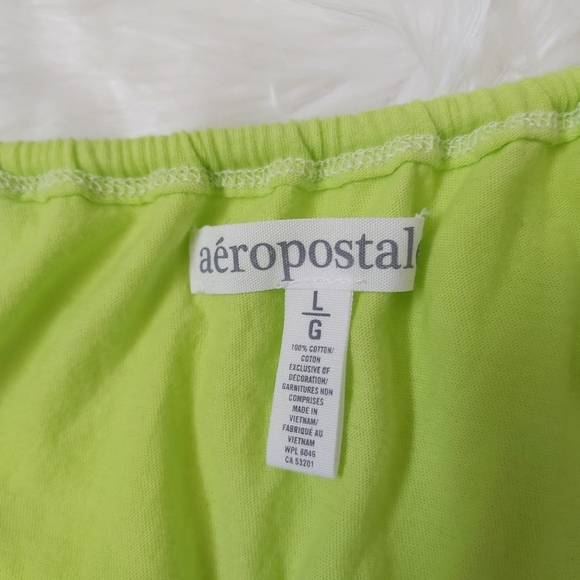 aéropostale
L
G
100% COTTON/
COTON
EXCLUSIVE OF
DECORATION/
GARNITURES NON
COMPRISES
MADE IN
VIETNAM/
FABRIQUÉ AU
VIETNAM
WPL 8046
CA 53201